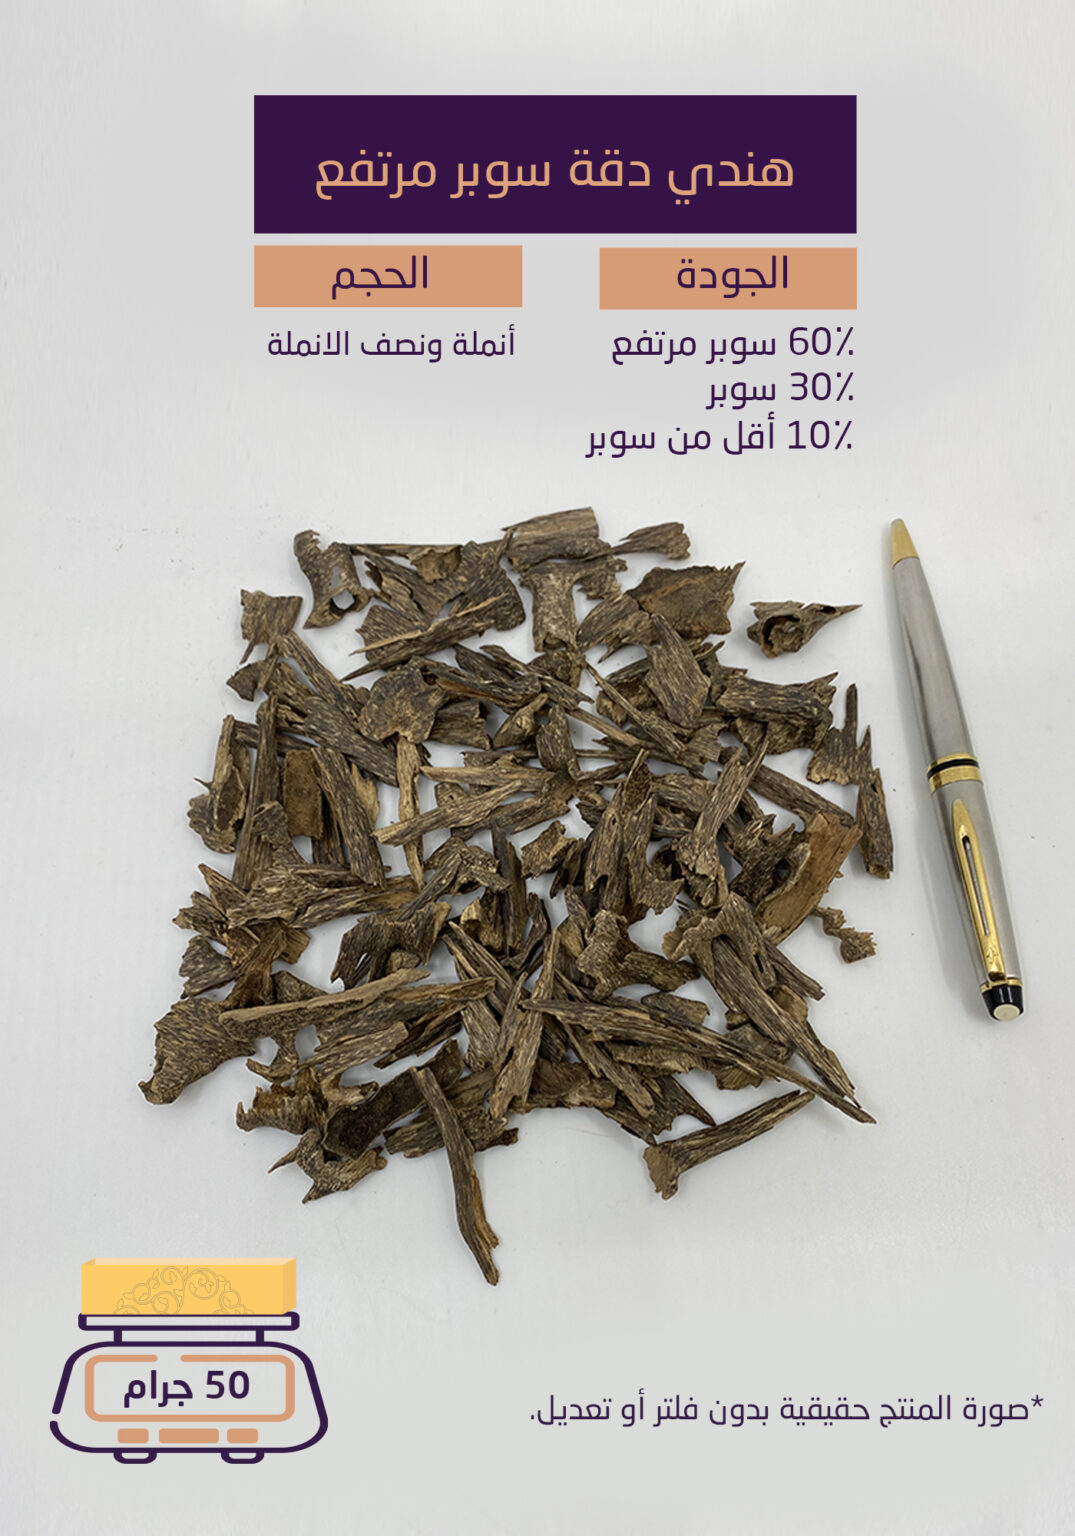 هندي دقة سوبر مرتفع
الجودة
60٪ سوبر مرتفع
30٪ سوبر
10٪ أقل من سوبر
الحجم
أنملة ونصف الانملة
50 جرام
*صورة المنتج حقيقية بدون فلتر أو تعديل.